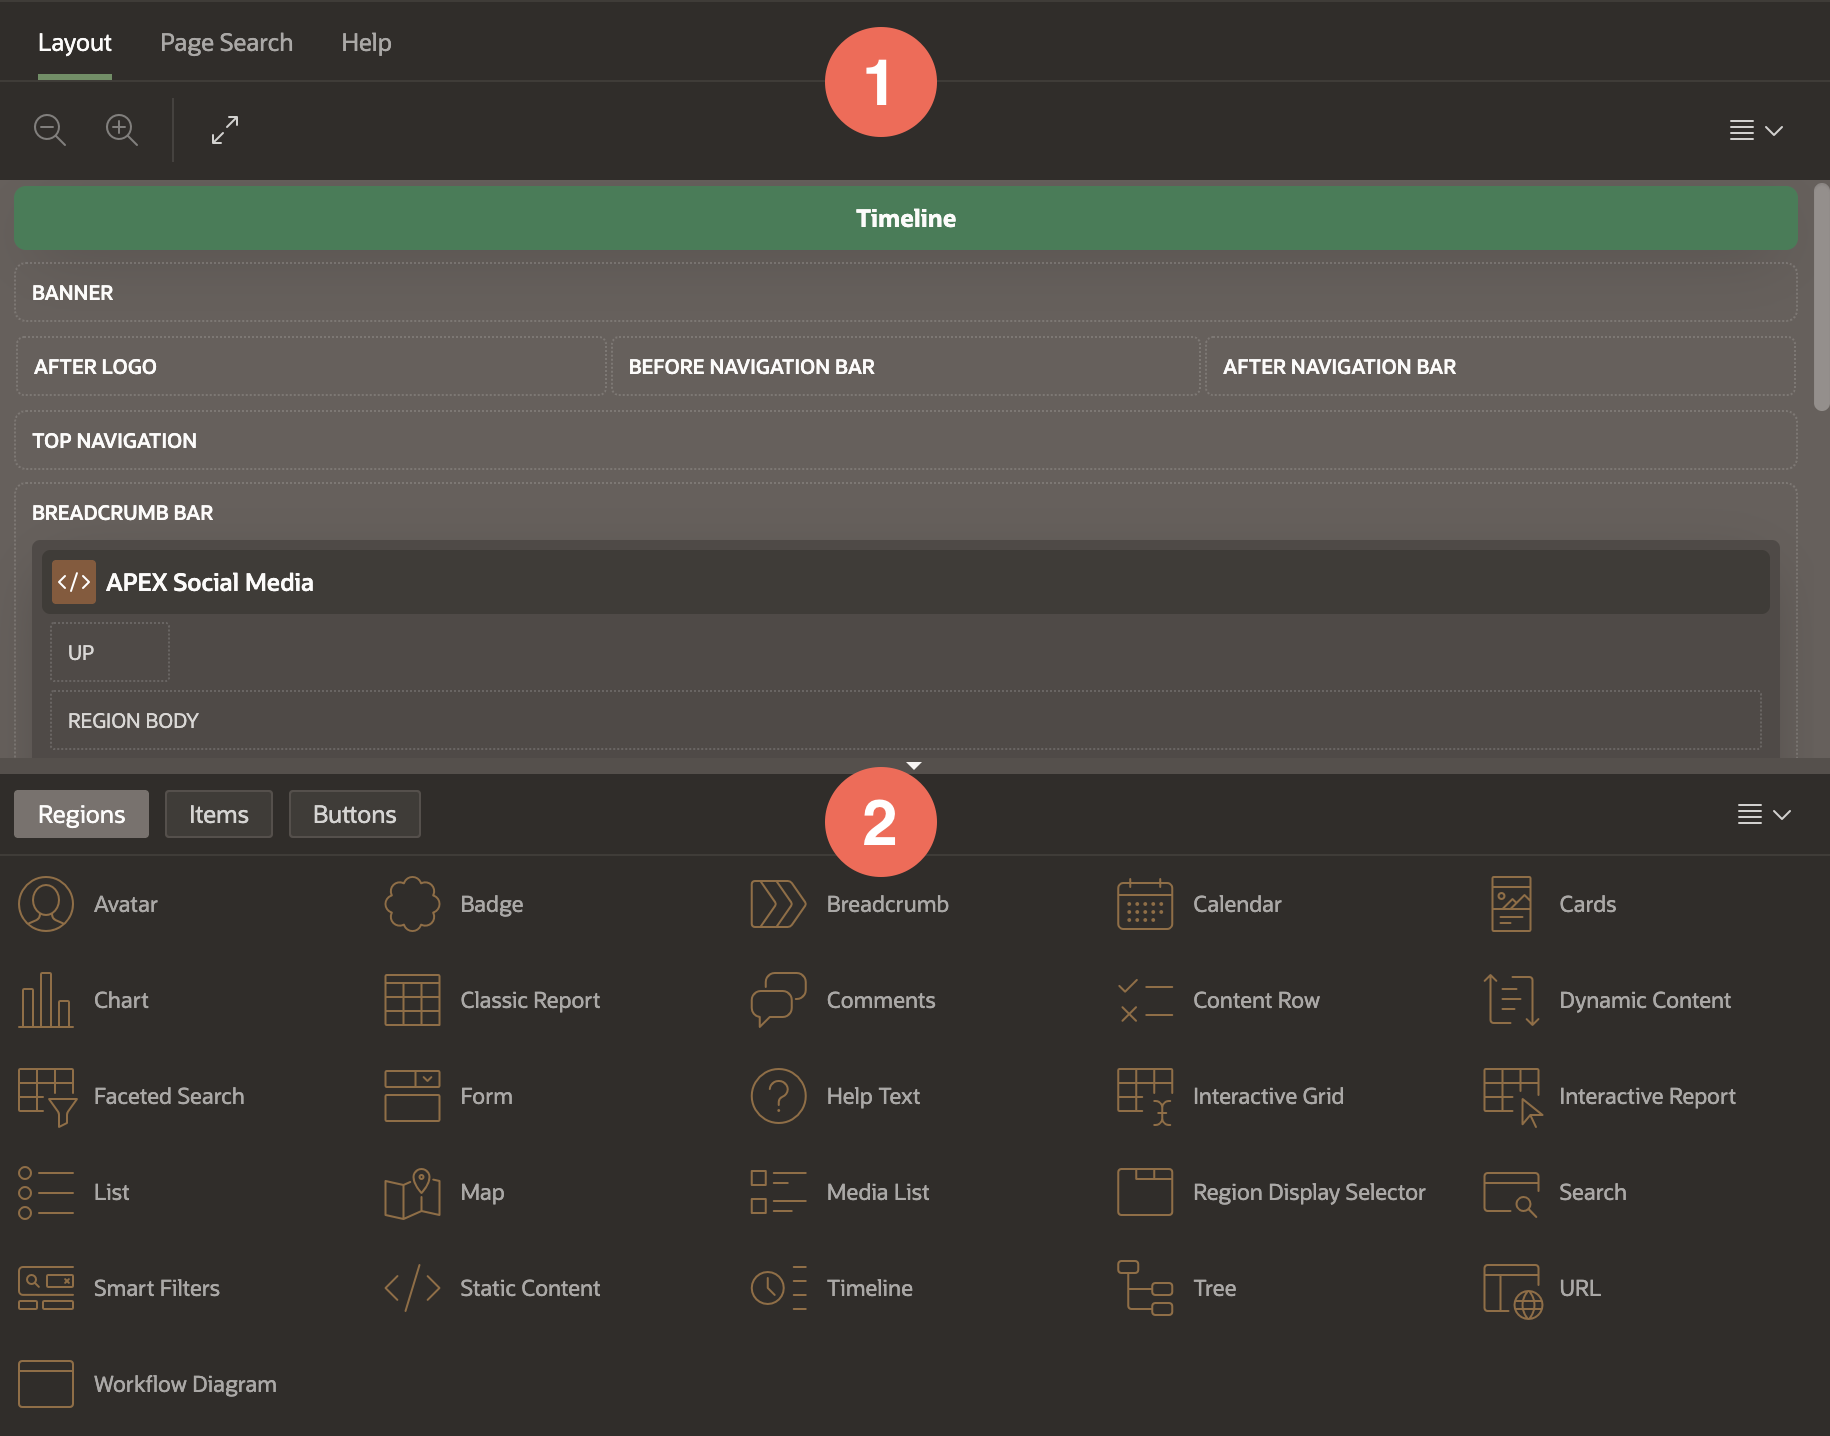 Layout Page Search Help
1
Timeline
BANNER
AFTER LOGO BEFORE NAVIGATION BAR AFTER NAVIGATION BAR
TOP NAVIGATION
BREADCRUMB BAR
</> APEX Social Media
UP
REGION BODY
2
Regions Items Buttons
Avatar Badge Breadcrumb Calendar Cards
Chart Classic Report Comments Content Row Dynamic Content
Faceted Search Form Help Text Interactive Grid Interactive Report
List Map Media List Region Display Selector Search
Smart Filters Static Content Timeline Tree URL
Workflow Diagram